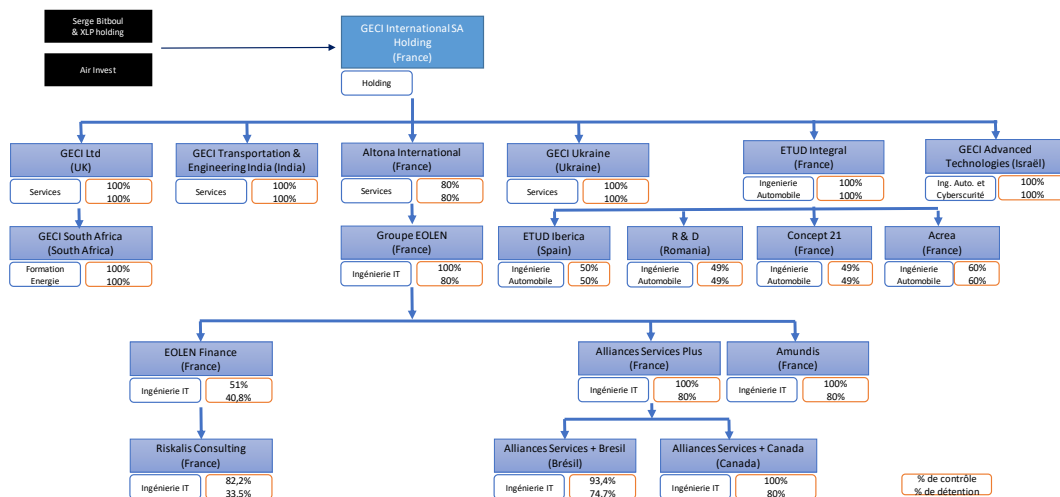 Serge Bitboul
& XLP holding
Air Invest
GECI International SA
Holding
(France)
Holding
GECI Ltd
(UK)
Services
100%
100%
GECI Transportation &
Engineering India (India)
Services
100%
100%
Altona International
(France)
Services
80%
80%
GECI Ukraine
(Ukraine)
Services
100%
100%
ETUD Integral
(France)
Ingenierie
Automobile
100%
100%
GECI Advanced
Technologies (Israël)
Ing. Auto. et
Cyberscurité
100%
100%
GECI South Africa
(South Africa)
Formation
Energie
100%
100%
Groupe EOLEN
(France)
Ingénierie IT
100%
80%
ETUD Iberica
(Spain)
Ingénierie
Automobile
50%
50%
R & D
(Romania)
Ingénierie
Automobile
49%
49%
Concept 21
(France)
Ingénierie
Automobile
49%
49%
Acrea
(France)
Ingénierie
Automobile
60%
60%
EOLEN Finance
(France)
Ingénierie IT
51%
40,8%
Alliances Services Plus
(France)
Ingénierie IT
100%
80%
Amundis
(France)
Ingénierie IT
100%
80%
Riskalis Consulting
(France)
Ingénierie IT
82,2%
33,5%
Alliances Services + Bresil
(Brésil)
Ingénierie IT
93,4%
74,7%
Alliances Services + Canada
(Canada)
Ingénierie IT
100%
80%
% de contrôle
% de détention